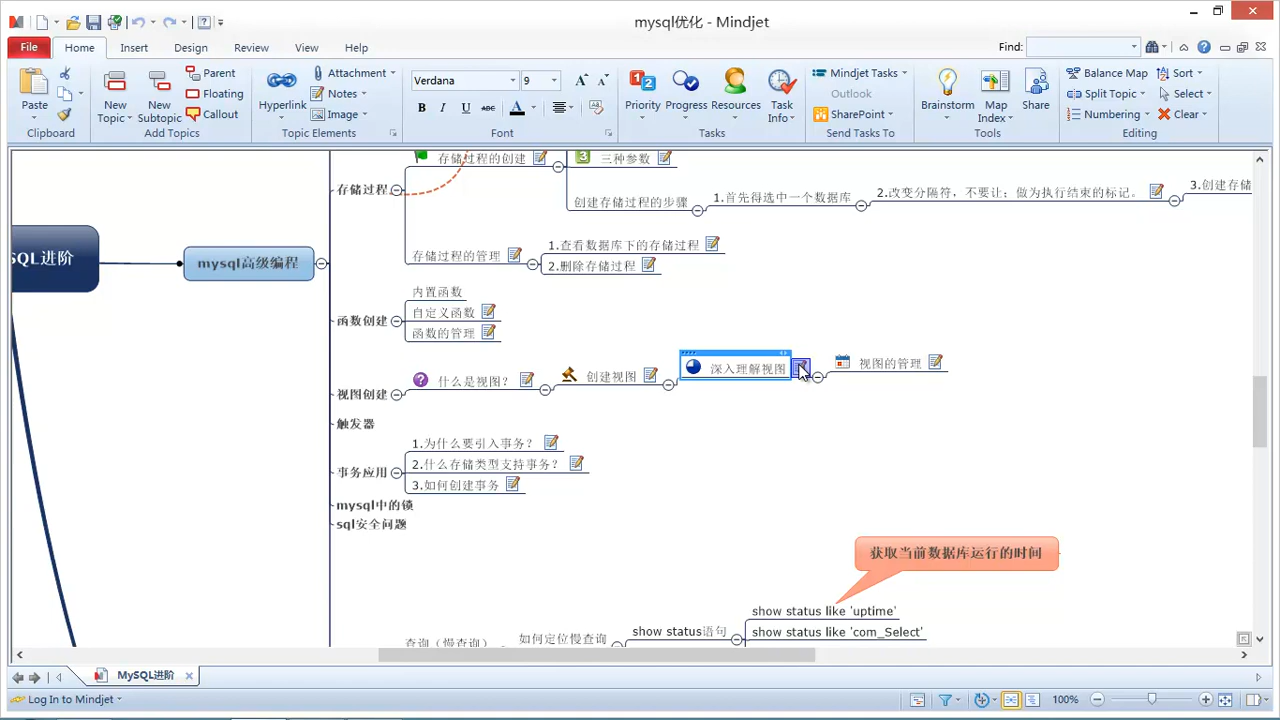 mysql优化 - Mindjet
File Home Insert Design Review View Help Find:
Paste
Clipboard
New Topic
New Subtopic
Parent
Floating
Callout
Add Topics
Hyperlink
Attachment
Notes
Image
Topic Elements
Verdana 9
B I U abc A
Font
Priority
Progress
Resources
Task Info
Tasks
Mindjet Tasks
Outlook
SharePoint
Send Tasks To
Brainstorm
Map Index
Share
Tools
Balance Map
Split Topic
Numbering
Sort
Select
Clear
Editing
SQL进阶
mysql高级编程
存储过程
存储过程的创建
三种参数
创建存储过程的步骤
1.首先得选中一个数据库
2.改变分隔符，不要让；做为执行结束的标记。
3.创建存储
存储过程的管理
1.查看数据库下的存储过程
2.删除存储过程
函数创建
内置函数
自定义函数
函数的管理
视图创建
什么是视图？
创建视图
深入理解视图
视图的管理
触发器
事务应用
1.为什么要引入事务？
2.什么存储类型支持事务？
3.如何创建事务
mysql中的锁
sql安全问题
获取当前数据库运行的时间
查询（慢查询）
如何定位慢查询
show status语句
show status like 'uptime'
show status like 'com_Select'
MySQL进阶
Log In to Mindjet
100%